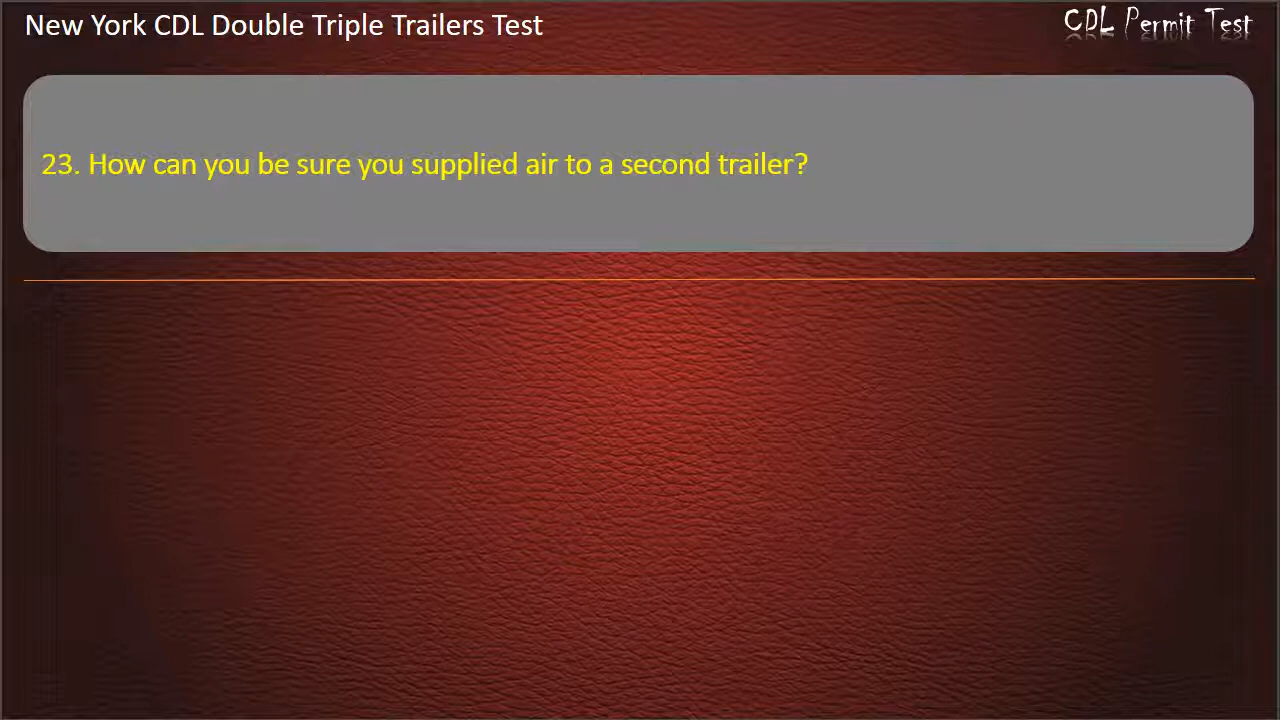 New York CDL Double Triple Trailers Test
CDL Permit Test
23. How can you be sure you supplied air to a second trailer?